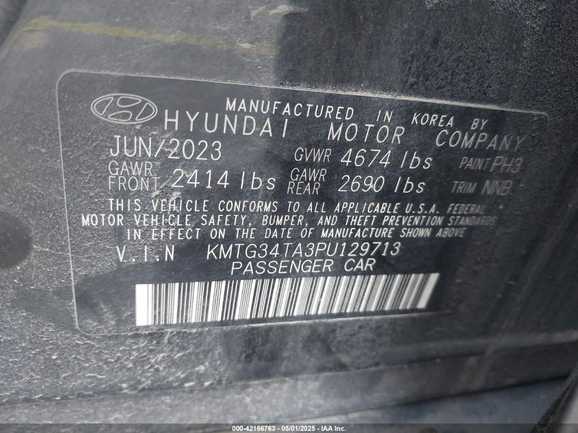 MANUFACTURED IN KOREA BY
HYUNDAI MOTOR COMPANY
JUN/2023 GVWR 4674 lbs PAINT PH3
GAWR FRONT 2414 lbs GAWR REAR 2690 lbs TRIM NNB
THIS VEHICLE CONFORMS TO ALL APPLICABLE U.S.A. FEDERAL
MOTOR VEHICLE SAFETY, BUMPER, AND THEFT PREVENTION STANDARDS
IN EFFECT ON THE DATE OF MANUFACTURE SHOWN ABOVE
V.I.N KMTG34TA3PU129713
PASSENGER CAR
000-42166763 - 05/01/2025 - IAA Inc.